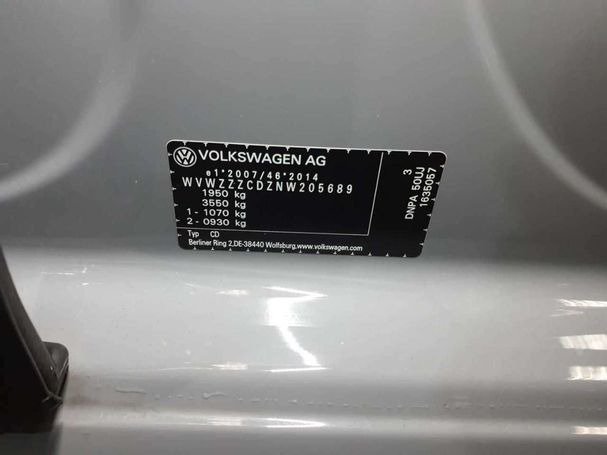 VOLKSWAGEN AG
e1*2007/46*2014
WVWZZZCDZNW205689
1950 kg
3550 kg
1 - 1070 kg
2 - 0930 kg
Typ CD
Berliner Ring 2,DE-38440 Wolfsburg,www.volkswagen.com
3
DNPA 50UJ
1635057